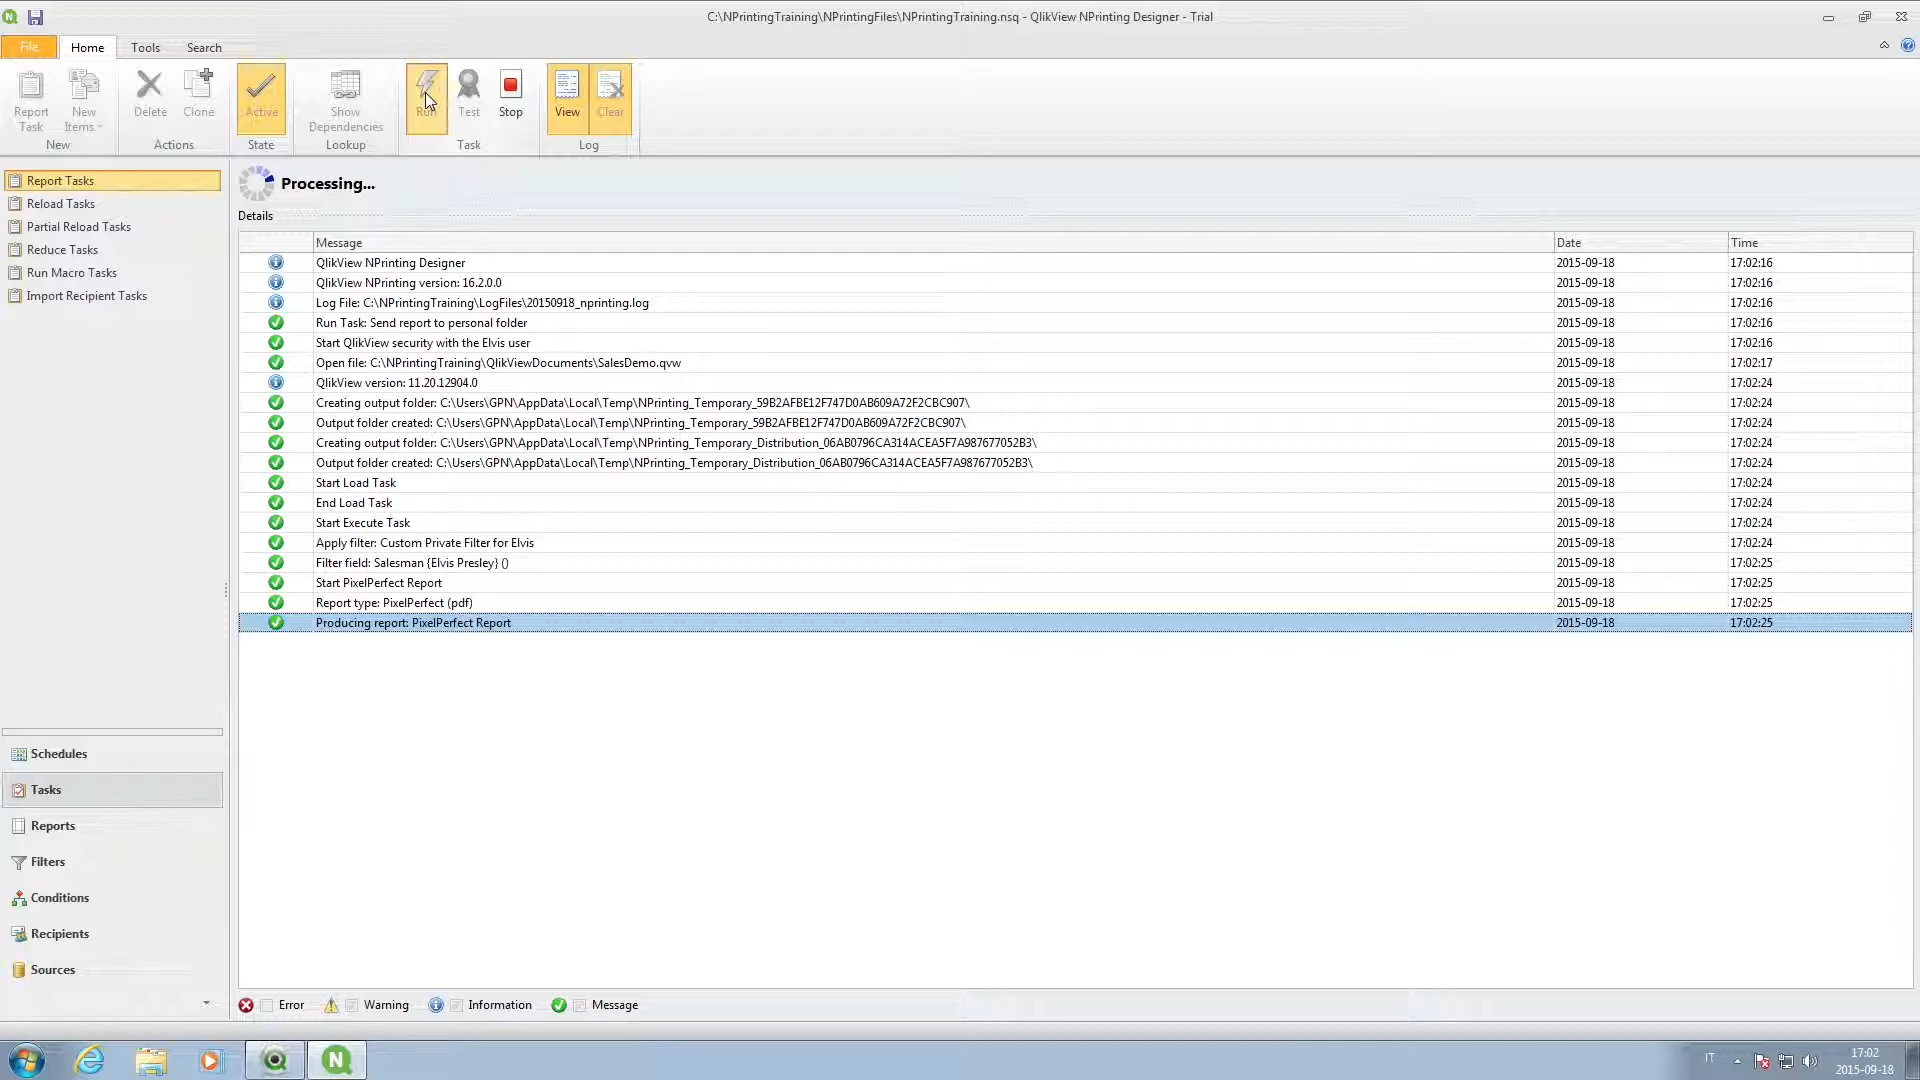 C:\NPrintingTraining\NPrintingFiles\NPrintingTraining.nsq - QlikView NPrinting Designer - Trial
File Home Tools Search
Report Task
New Items
New
Delete
Clone
Actions
Active
State
Show Dependencies
Lookup
Run
Test
Stop
Task
View
Clear
Log
Report Tasks
Reload Tasks
Partial Reload Tasks
Reduce Tasks
Run Macro Tasks
Import Recipient Tasks
Schedules
Tasks
Reports
Filters
Conditions
Recipients
Sources
Processing...
Details
Message Date Time
QlikView NPrinting Designer 2015-09-18 17:02:16
QlikView NPrinting version: 16.2.0.0 2015-09-18 17:02:16
Log File: C:\NPrintingTraining\LogFiles\20150918_nprinting.log 2015-09-18 17:02:16
Run Task: Send report to personal folder 2015-09-18 17:02:16
Start QlikView security with the Elvis user 2015-09-18 17:02:16
Open file: C:\NPrintingTraining\QlikViewDocuments\SalesDemo.qvw 2015-09-18 17:02:17
QlikView version: 11.20.12904.0 2015-09-18 17:02:24
Creating output folder: C:\Users\GPN\AppData\Local\Temp\NPrinting_Temporary_59B2AFBE12F747D0AB609A72F2CBC907\ 2015-09-18 17:02:24
Output folder created: C:\Users\GPN\AppData\Local\Temp\NPrinting_Temporary_59B2AFBE12F747D0AB609A72F2CBC907\ 2015-09-18 17:02:24
Creating output folder: C:\Users\GPN\AppData\Local\Temp\NPrinting_Temporary_Distribution_06AB0796CA314ACEA5F7A987677052B3\ 2015-09-18 17:02:24
Output folder created: C:\Users\GPN\AppData\Local\Temp\NPrinting_Temporary_Distribution_06AB0796CA314ACEA5F7A987677052B3\ 2015-09-18 17:02:24
Start Load Task 2015-09-18 17:02:24
End Load Task 2015-09-18 17:02:24
Start Execute Task 2015-09-18 17:02:24
Apply filter: Custom Private Filter for Elvis 2015-09-18 17:02:24
Filter field: Salesman {Elvis Presley} () 2015-09-18 17:02:25
Start PixelPerfect Report 2015-09-18 17:02:25
Report type: PixelPerfect (pdf) 2015-09-18 17:02:25
Producing report: PixelPerfect Report 2015-09-18 17:02:25
Error Warning Information Message
IT
17:02
2015-09-18